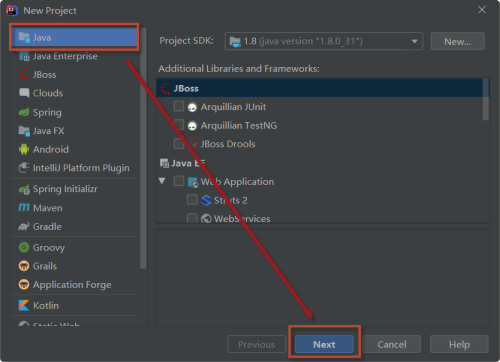 New Project
Java
Java Enterprise
JBoss
Clouds
Spring
Java FX
Android
IntelliJ Platform Plugin
Spring Initializr
Maven
Gradle
Groovy
Grails
Application Forge
Kotlin
Static Web
Project SDK: 1.8 (java version "1.8.0_31") New...
Additional Libraries and Frameworks:
JBoss
Arquillian JUnit
Arquillian TestNG
JBoss Drools
Java EE
Web Application
Struts 2
WebServices
Previous Next Cancel Help